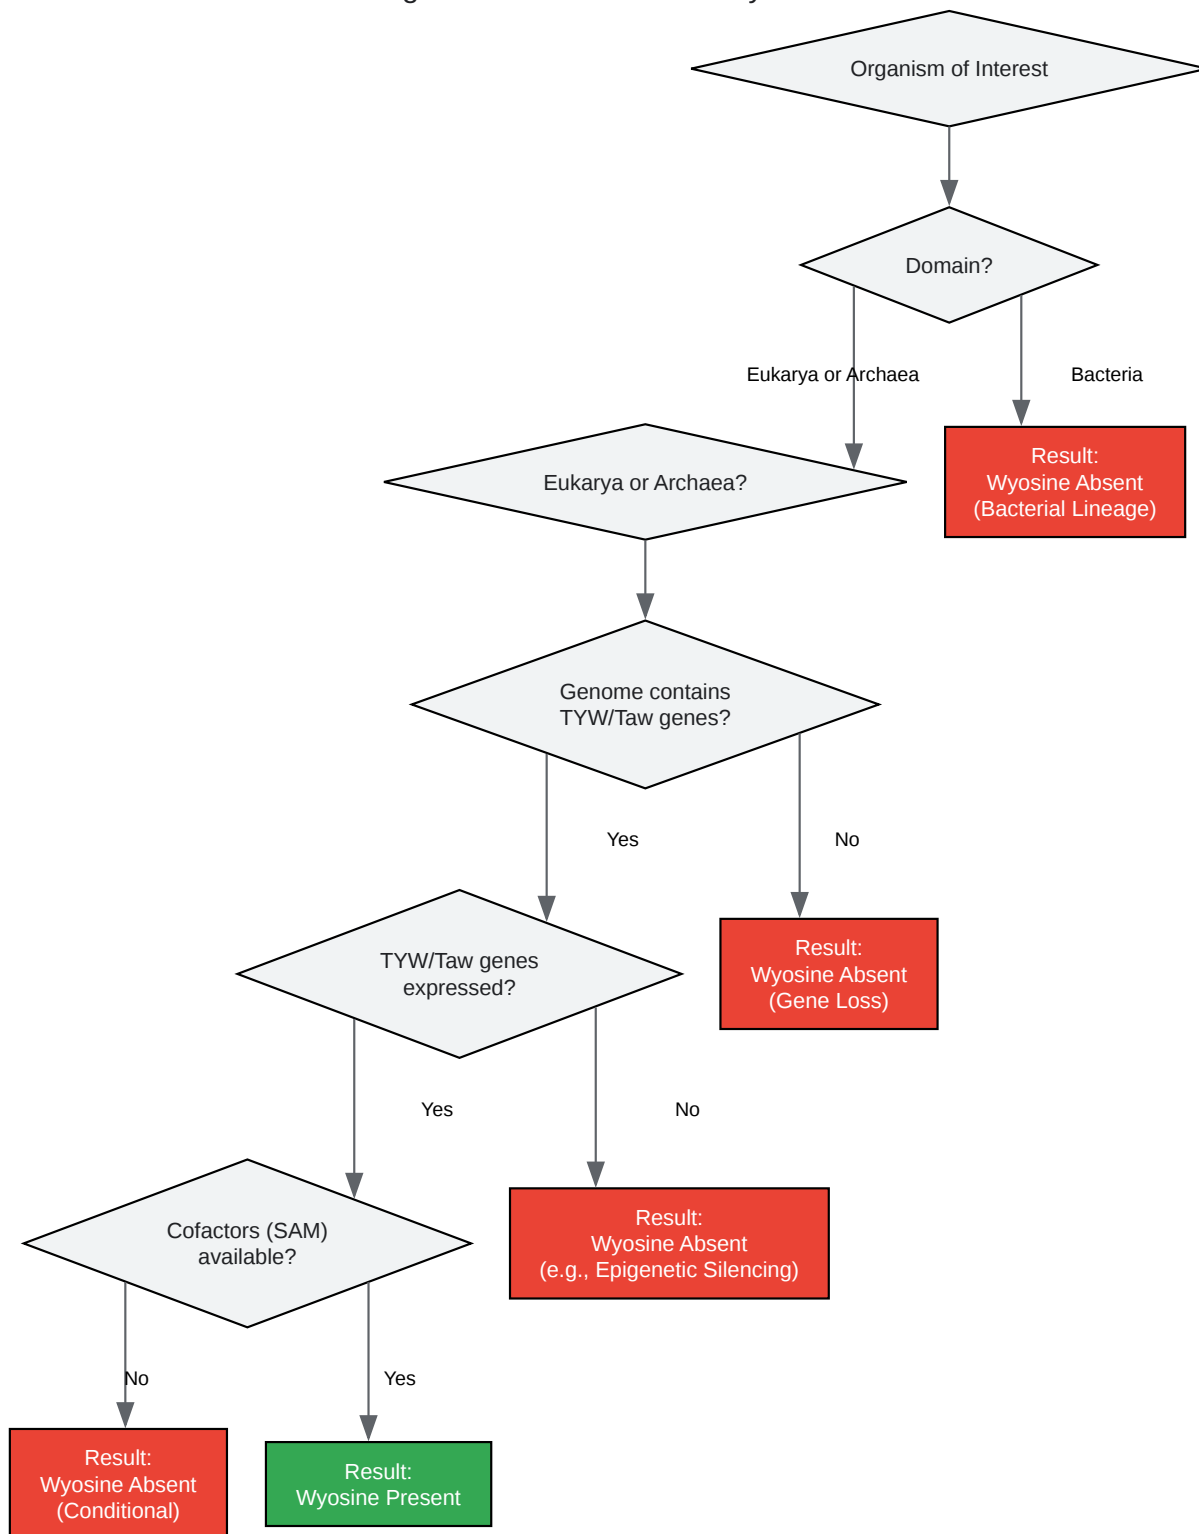 Organism of Interest
Domain?
Eukarya or Archaea
Bacteria
Eukarya or Archaea?
Result:
Wyosine Absent
(Bacterial Lineage)
Genome contains
TYW/Taw genes?
Yes
No
TYW/Taw genes
expressed?
Result:
Wyosine Absent
(Gene Loss)
Yes
No
Cofactors (SAM)
available?
Result:
Wyosine Absent
(e.g., Epigenetic Silencing)
No
Yes
Result:
Wyosine Absent
(Conditional)
Result:
Wyosine Present